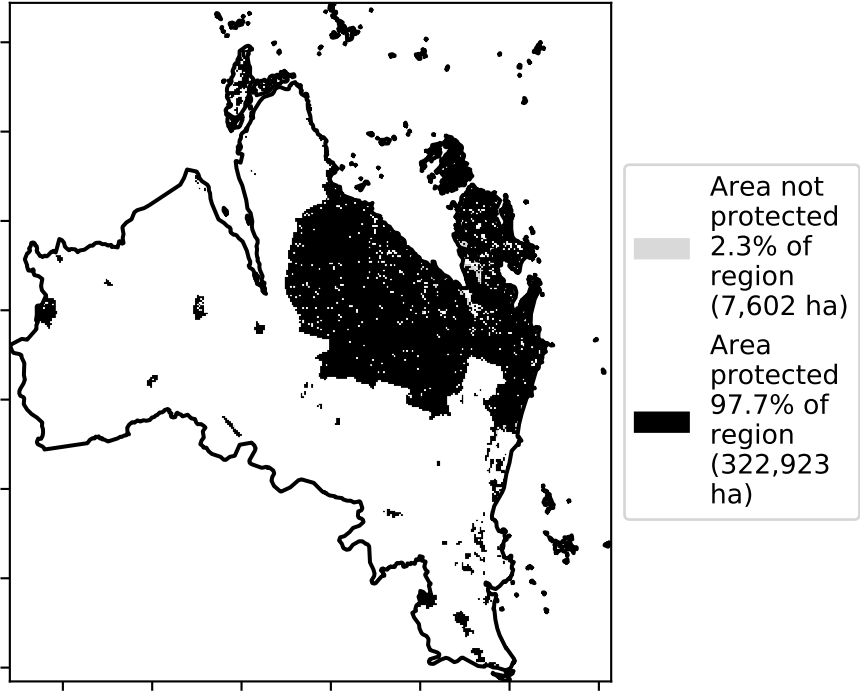 Area not
protected
2.3% of
region
(7,602 ha)
Area
protected
97.7% of
region
(322,923
ha)